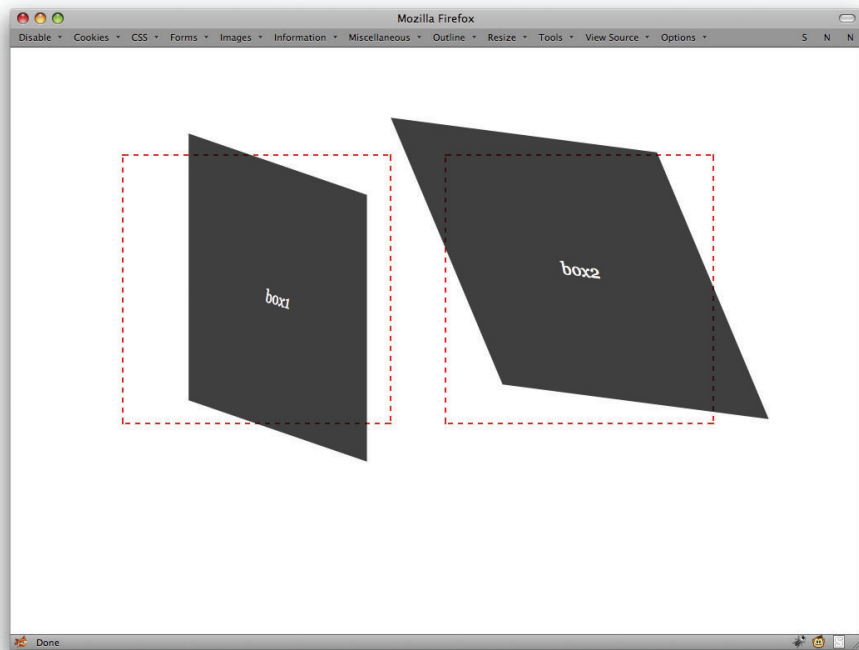 Mozilla Firefox
Disable Cookies CSS Forms Images Information Miscellaneous Outline Resize Tools View Source Options S N N
box1
box2
Done